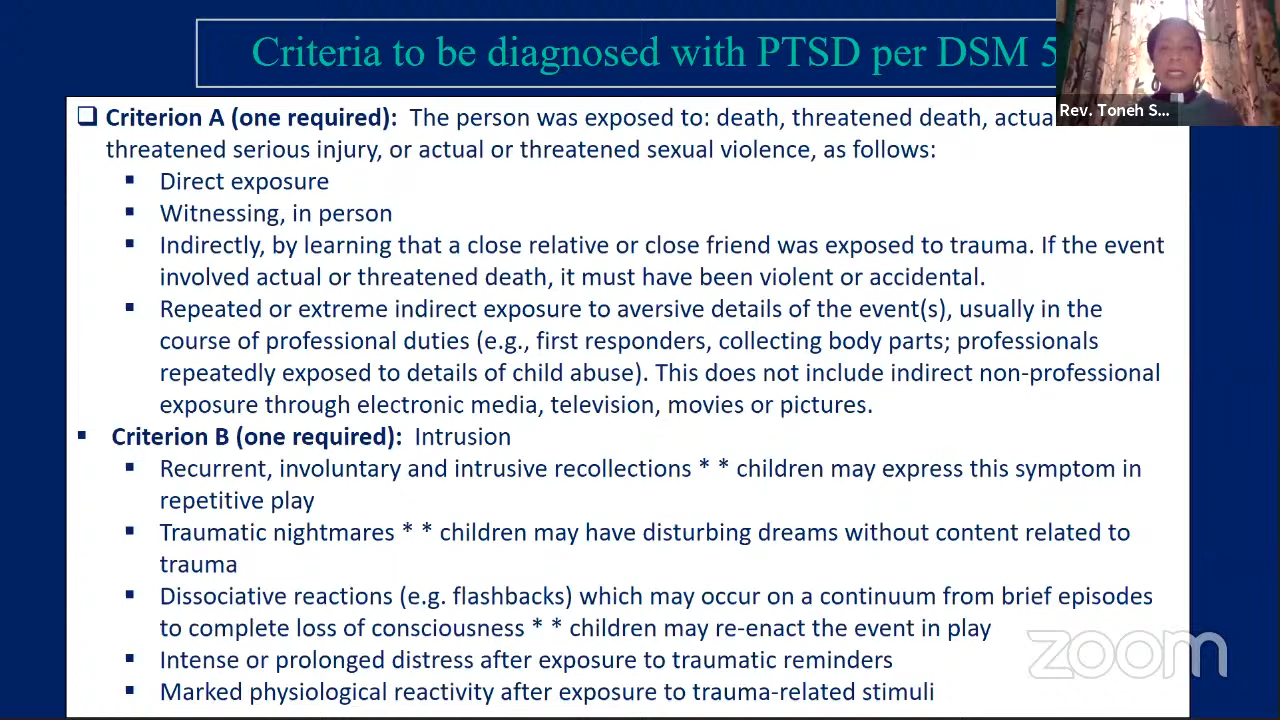 Criteria to be diagnosed with PTSD per DSM 5
Rev. Toneh S...
Criterion A (one required): The person was exposed to: death, threatened death, actua
threatened serious injury, or actual or threatened sexual violence, as follows:
Direct exposure
Witnessing, in person
Indirectly, by learning that a close relative or close friend was exposed to trauma. If the event
involved actual or threatened death, it must have been violent or accidental.
Repeated or extreme indirect exposure to aversive details of the event(s), usually in the
course of professional duties (e.g., first responders, collecting body parts; professionals
repeatedly exposed to details of child abuse). This does not include indirect non-professional
exposure through electronic media, television, movies or pictures.
Criterion B (one required): Intrusion
Recurrent, involuntary and intrusive recollections * * children may express this symptom in
repetitive play
Traumatic nightmares * * children may have disturbing dreams without content related to
trauma
Dissociative reactions (e.g. flashbacks) which may occur on a continuum from brief episodes
to complete loss of consciousness * * children may re-enact the event in play
Intense or prolonged distress after exposure to traumatic reminders
Marked physiological reactivity after exposure to trauma-related stimuli
zoom